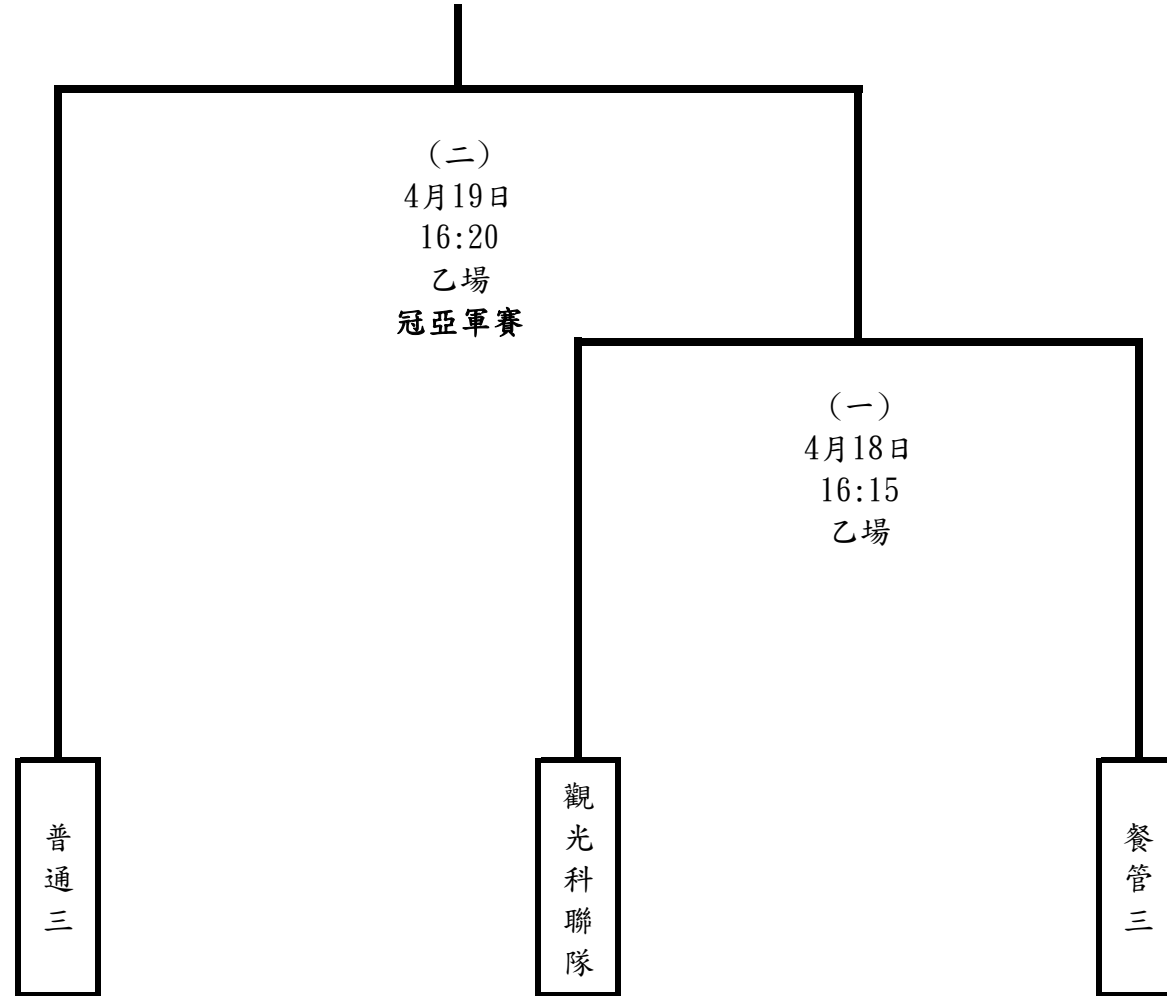 （二）
4月19日
16:20
乙場
冠亞軍賽
（一）
4月18日
16:15
乙場
普通三
觀光科聯隊
餐管三